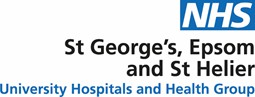 NHS
St George's, Epsom
and St Helier
University Hospitals and Health Group